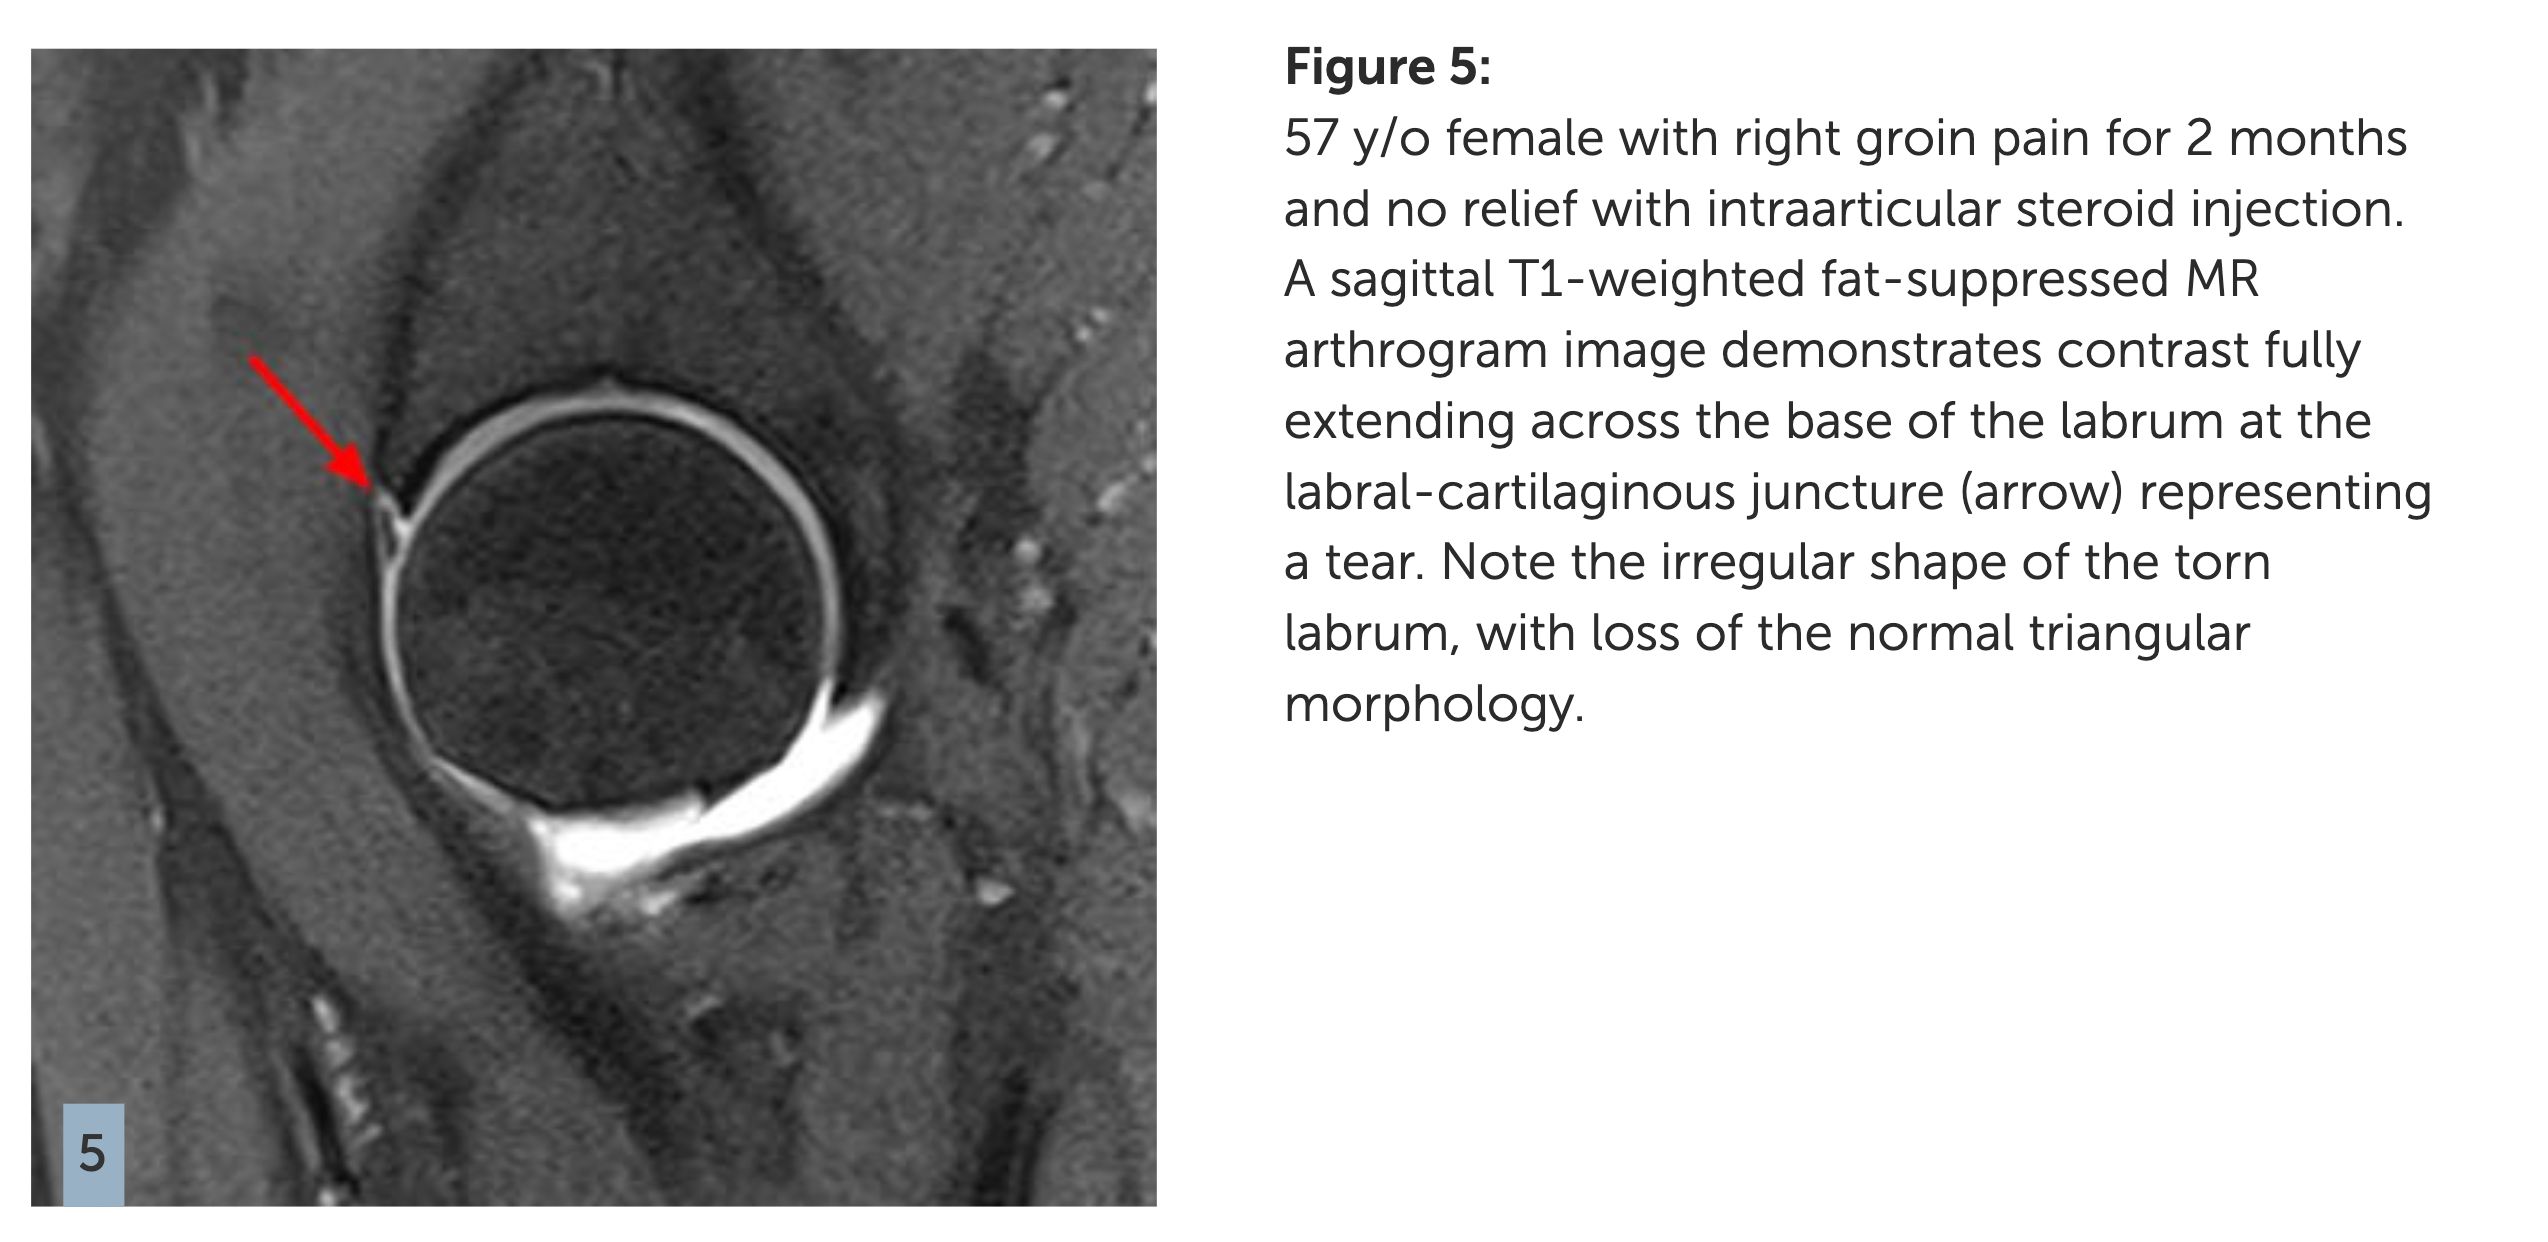 Figure 5:
57 y/o female with right groin pain for 2 months
and no relief with intraarticular steroid injection.
A sagittal T1-weighted fat-suppressed MR
arthrogram image demonstrates contrast fully
extending across the base of the labrum at the
labral-cartilaginous juncture (arrow) representing
a tear. Note the irregular shape of the torn
labrum, with loss of the normal triangular
morphology.
5